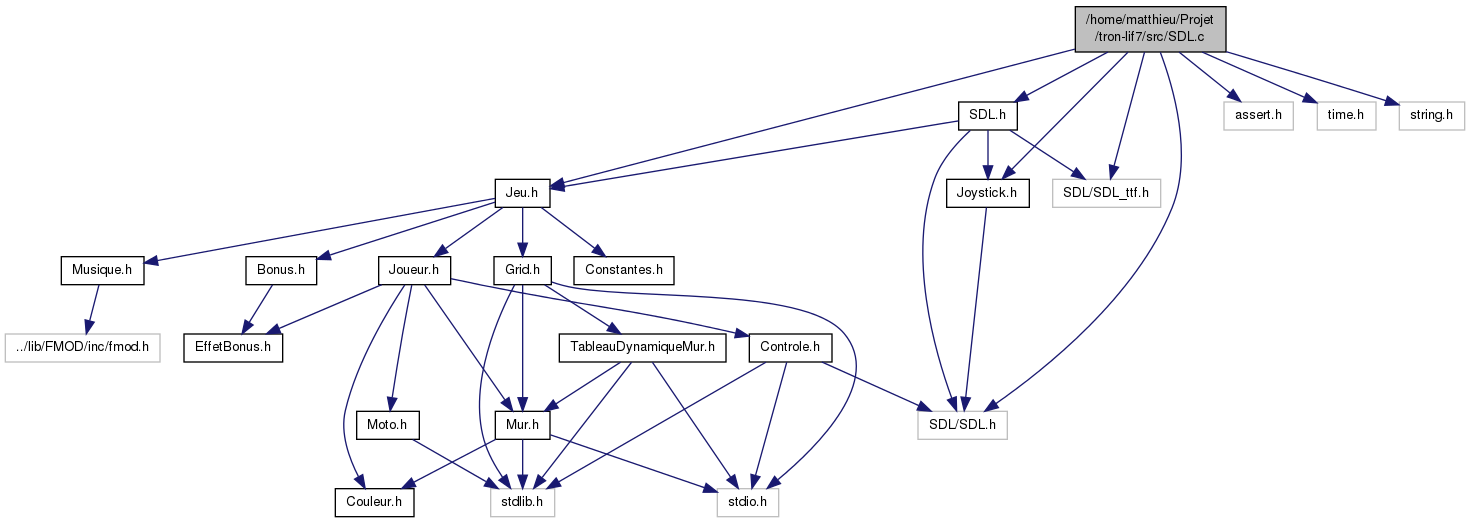 /home/matthieu/Projet
/tron-lif7/src/SDL.c
SDL.h
assert.h
time.h
string.h
Jeu.h
Joystick.h
SDL/SDL_ttf.h
Musique.h
Bonus.h
Joueur.h
Grid.h
Constantes.h
../lib/FMOD/inc/fmod.h
EffetBonus.h
TableauDynamiqueMur.h
Controle.h
Moto.h
Mur.h
SDL/SDL.h
Couleur.h
stdlib.h
stdio.h